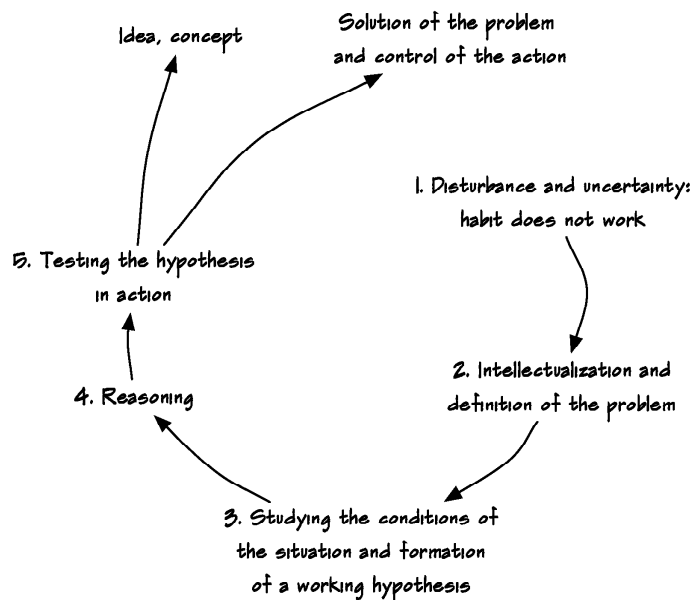 Idea, concept
Solution of the problem
and control of the action
1. Disturbance and uncertainty:
habit does not work
2. Intellectualization and
definition of the problem
3. Studying the conditions of
the situation and formation
of a working hypothesis
4. Reasoning
5. Testing the hypothesis
in action